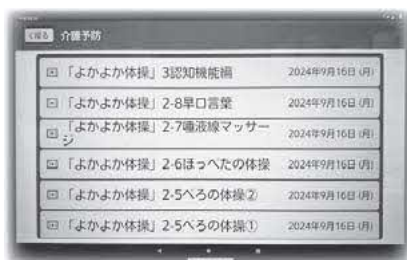 く戻る 介護予防
「よかよか体操」3認知機能編 2024年9月16日(月)
「よかよか体操」2-8早口言葉 2024年9月16日(月)
「よかよか体操」2-7唾液線マッサー
ジ 2024年9月16日(月)
「よかよか体操」2-6ほっぺたの体操 2024年9月16日(月)
「よかよか体操」2-5べろの体操② 2024年9月16日(月)
「よかよか体操」2-5べろの体操① 2024年9月16日(月)